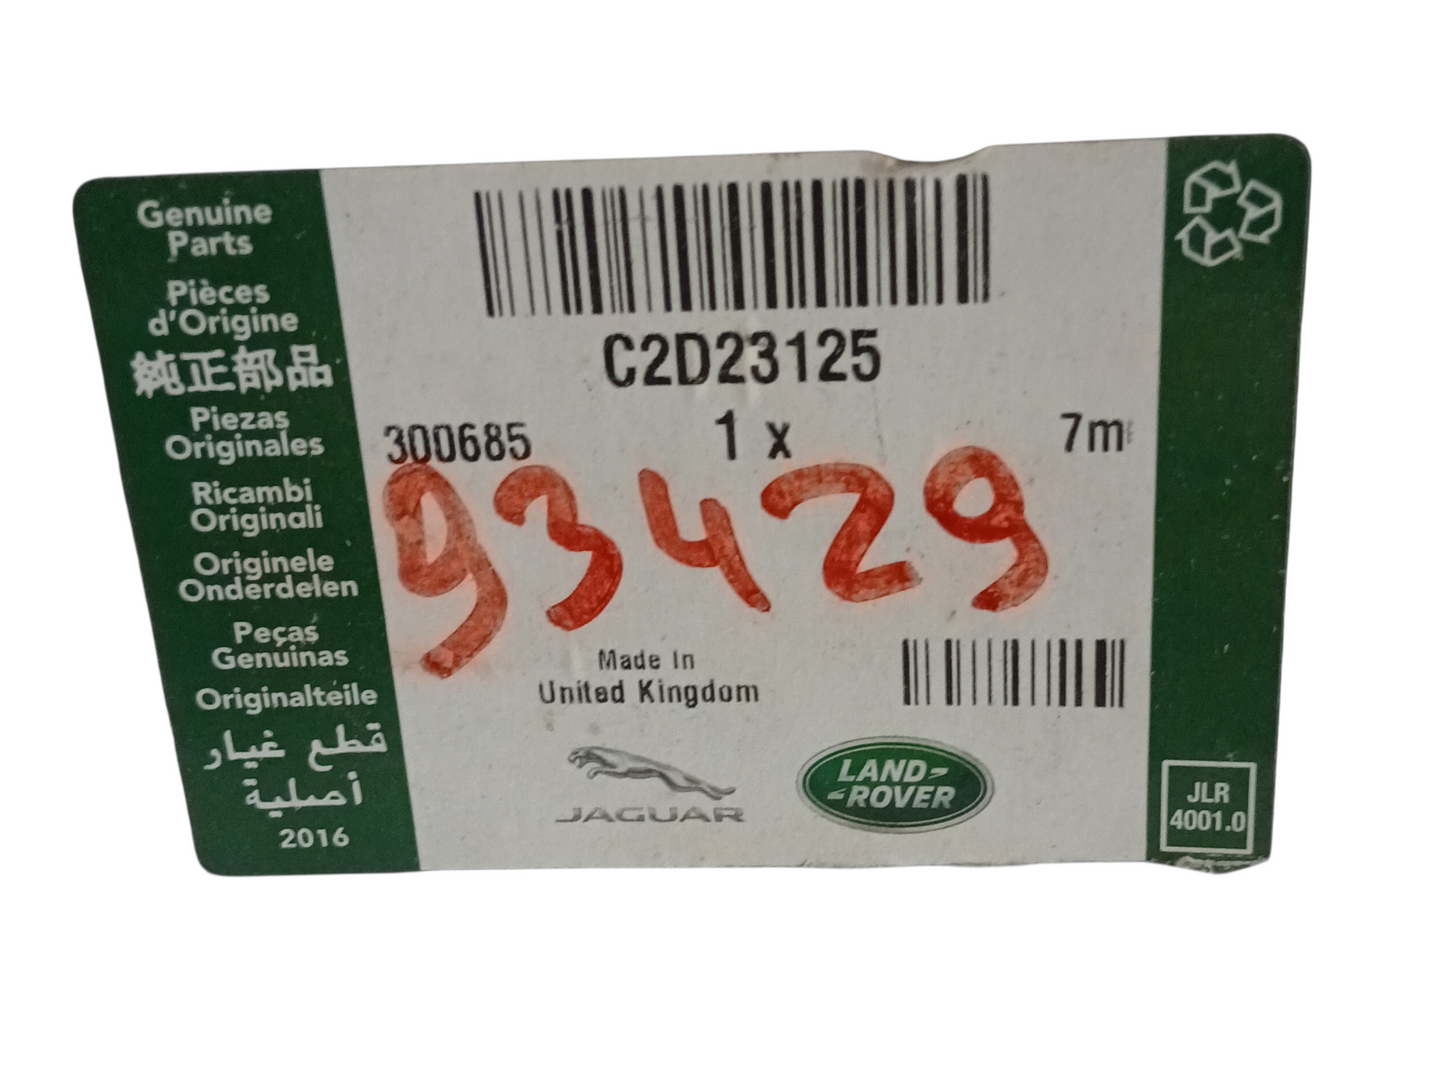 Genuine
Parts
Pièces
d'Origine
純正部品
Piezas
Originales
Ricambi
Originali
Originele
Onderdelen
Peças
Genuinas
Originalteile
قطع غيار
أصلية
2016
C2D23125
300685 1 x 7m
93429
Made In
United Kingdom
JAGUAR
LAND
ROVER
JLR
4001.0